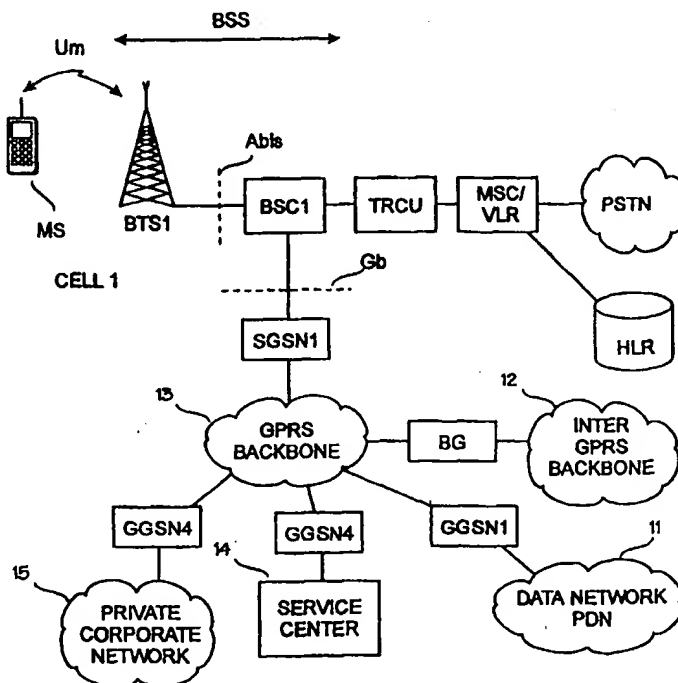 BSS
Um
Abis
MS
BTS1
BSC1
TRCU
MSC/
VLR
PSTN
CELL 1
Gb
SGSN1
HLR
13
GPRS
BACKBONE
BG
12
INTER
GPRS
BACKBONE
GGSN4
14
GGSN4
GGSN1
11
15
PRIVATE
CORPORATE
NETWORK
SERVICE
CENTER
DATA NETWORK
PDN